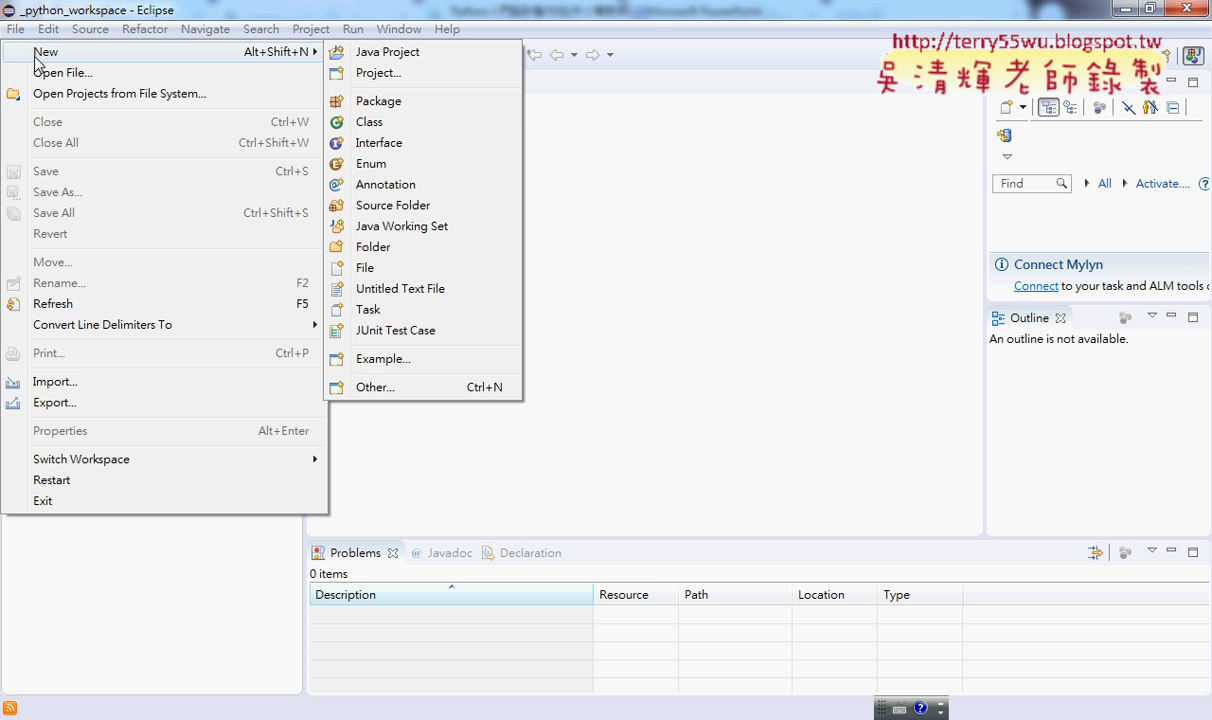 _python_workspace - Eclipse
File Edit Source Refactor Navigate Search Project Run Window Help
http://terry55wu.blogspot.tw
吳清輝老師錄製
New Alt+Shift+N
Open File...
Open Projects from File System...
Close Ctrl+W
Close All Ctrl+Shift+W
Save Ctrl+S
Save As...
Save All Ctrl+Shift+S
Revert
Move...
Rename... F2
Refresh F5
Convert Line Delimiters To
Print... Ctrl+P
Import...
Export...
Properties Alt+Enter
Switch Workspace
Restart
Exit
Java Project
Project...
Package
Class
Interface
Enum
Annotation
Source Folder
Java Working Set
Folder
File
Untitled Text File
Task
JUnit Test Case
Example...
Other... Ctrl+N
Find All Activate...
Connect Mylyn
Connect to your task and ALM tools
Outline
An outline is not available.
Problems Javadoc Declaration
0 items
Description Resource Path Location Type